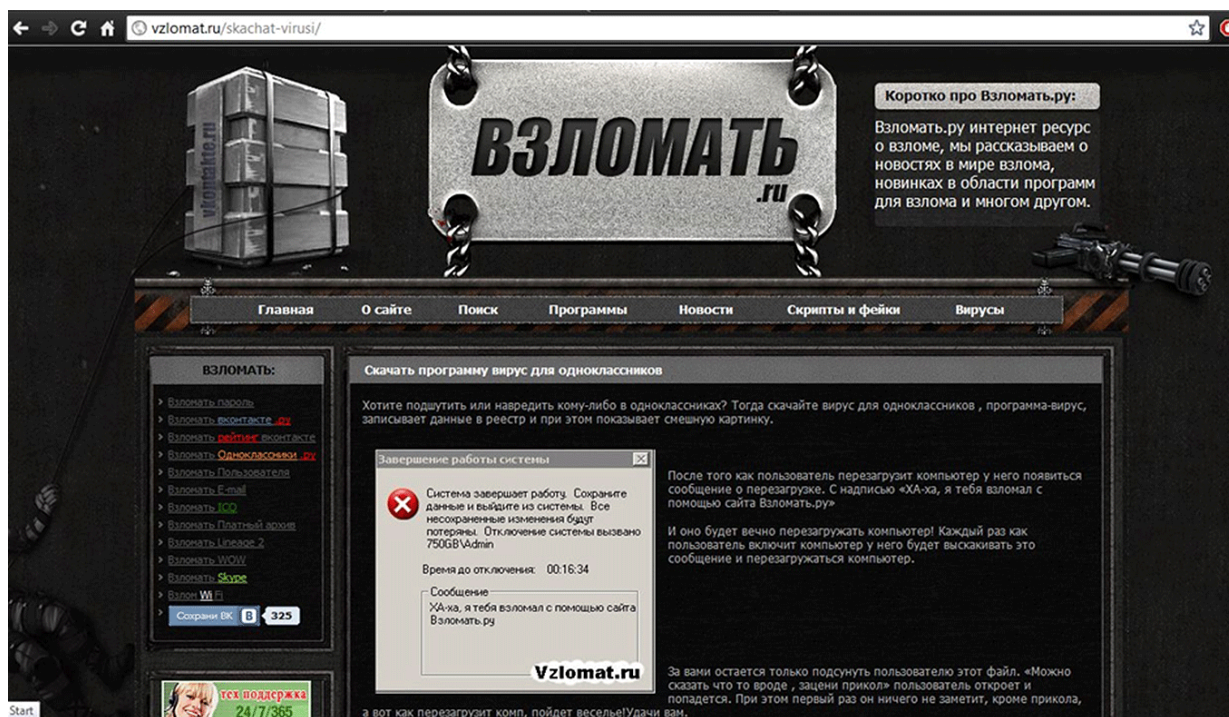 vzlomat.ru/skachat-virusi/
vkontakte.ru
ВЗЛОМАТЬ
.ru
Коротко про Взломать.ру:
Взломать.ру интернет ресурс
о взломе, мы рассказываем о
новостях в мире взлома,
новинках в области программ
для взлома и многом другом.
Главная О сайте Поиск Программы Новости Скрипты и фейки Вирусы
ВЗЛОМАТЬ:
Взломать пароль
Взломать вконтакте .ру
Взломать рейтинг вконтакте
Взломать Одноклассники .ру
Взломать Пользователя
Взломать E-mail
Взломать ICQ
Взломать Платный архив
Взломать Lineage 2
Взломать WOW
Взломать Skype
Взлом Wi Fi
Сохрани ВК В 325
тех поддержка
24/7/365
Скачать программу вирус для одноклассников
Хотите подшутить или навредить кому-либо в одноклассниках? Тогда скачайте вирус для одноклассников , программа-вирус,
записывает данные в реестр и при этом показывает смешную картинку.
Завершение работы системы
Система завершает работу. Сохраните
данные и выйдите из системы. Все
несохраненные изменения будут
потеряны. Отключение системы вызвано
750GB\Admin
Время до отключения: 00:16:34
Сообщение
ХА-ха, я тебя взломал с помощью сайта
Взломать.ру
Vzlomat.ru
После того как пользователь перезагрузит компьютер у него появиться
сообщение о перезагрузке. С надписью «ХА-ха, я тебя взломал с
помощью сайта Взломать.ру»
И оно будет вечно перезагружать компьютер! Каждый раз как
пользователь включит компьютер у него будет выскакивать это
сообщение и перезагружаться компьютер.
За вами остается только подсунуть пользователю этот файл. «Можно
сказать что то вроде , зацени прикол» пользователь откроет и
попадется. При этом первый раз он ничего не заметит, кроме прикола,
а вот как перезагрузит комп, пойдет веселье!Удачи вам.
Start